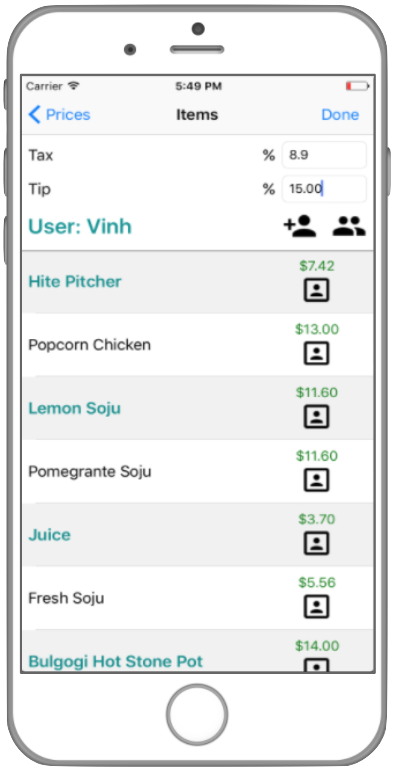 Carrier 5:49 PM
Prices Items Done
Tax % 8.9
Tip % 15.00
User: Vinh
$7.42
Hite Pitcher
$13.00
Popcorn Chicken
$11.60
Lemon Soju
$11.60
Pomegrante Soju
$3.70
Juice
$5.56
Fresh Soju
$14.00
Bulgogi Hot Stone Pot